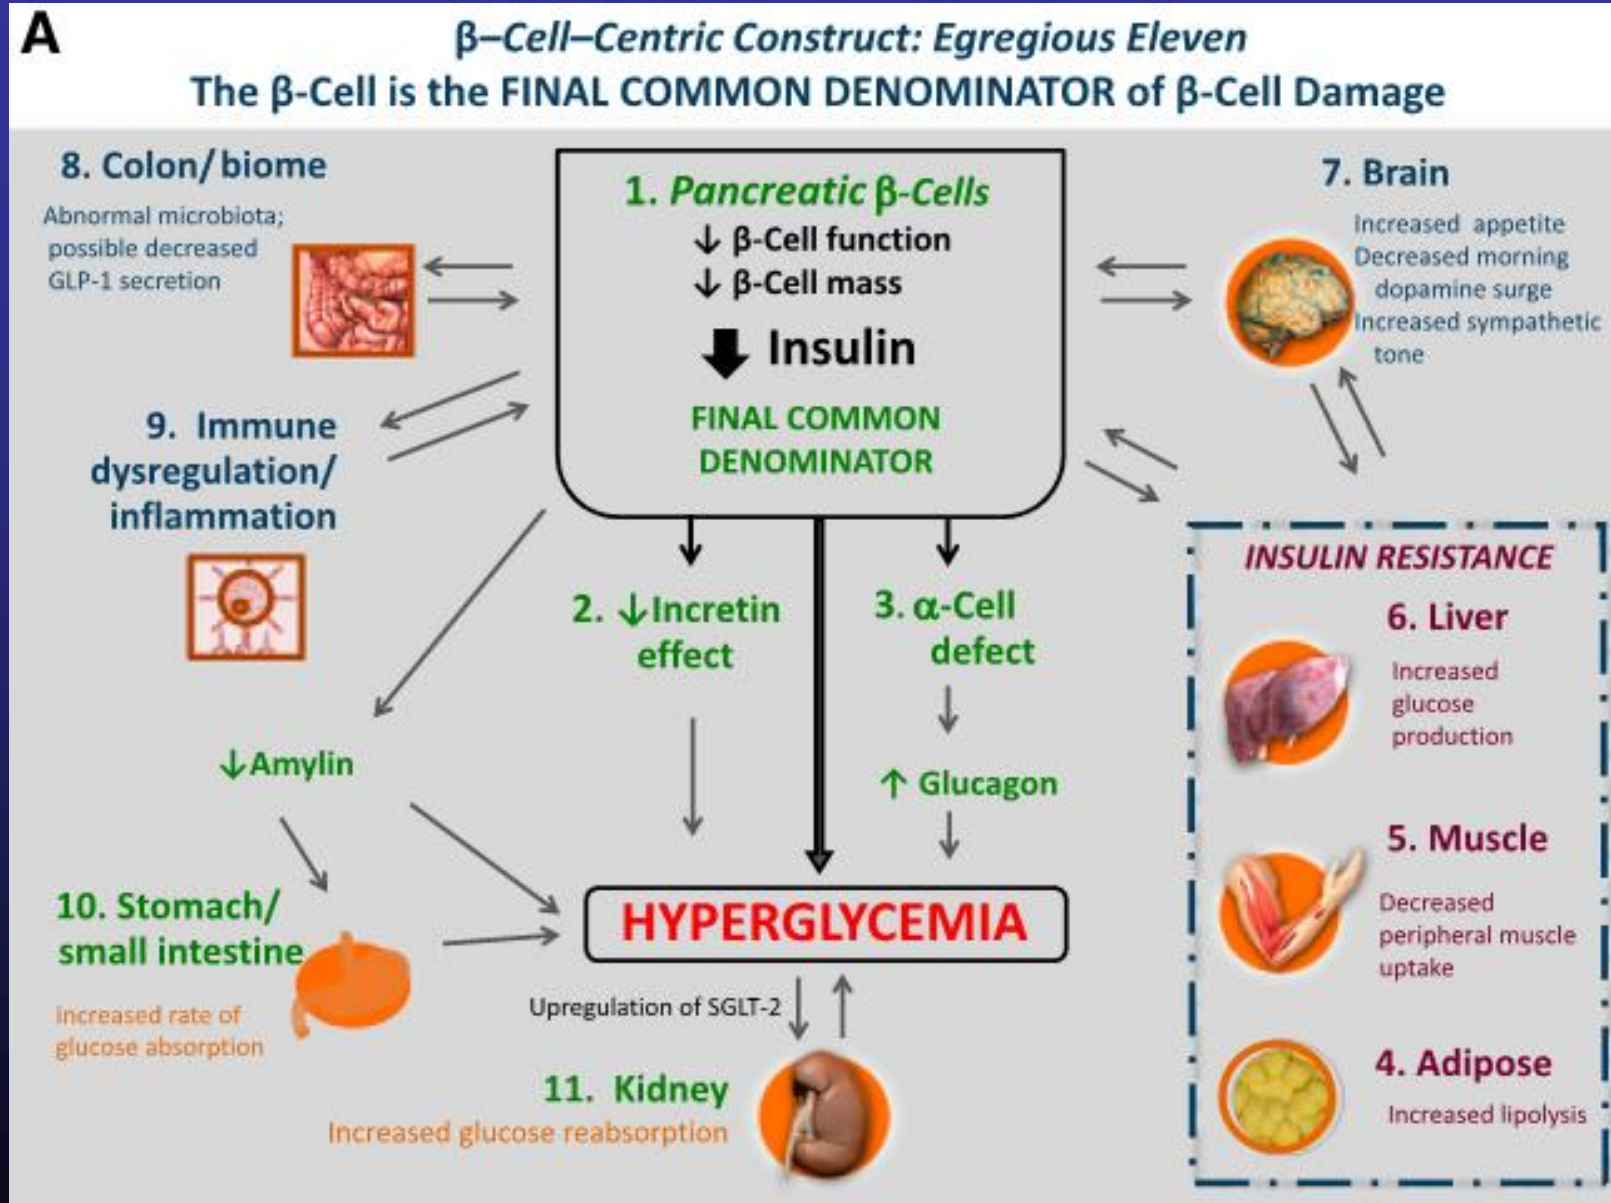 A
β–Cell–Centric Construct: Egregious Eleven
The β-Cell is the FINAL COMMON DENOMINATOR of β-Cell Damage
8. Colon/biome
Abnormal microbiota;
possible decreased
GLP-1 secretion
1. Pancreatic β-Cells
↓ β-Cell function
↓ β-Cell mass
Insulin
FINAL COMMON
DENOMINATOR
7. Brain
Increased appetite
Decreased morning
dopamine surge
Increased sympathetic
tone
9. Immune
dysregulation/
inflammation
2. ↓Incretin
effect
3. α-Cell
defect
↑ Glucagon
↓Amylin
INSULIN RESISTANCE
6. Liver
Increased
glucose
production
5. Muscle
Decreased
peripheral muscle
uptake
4. Adipose
Increased lipolysis
10. Stomach/
small intestine
Increased rate of
glucose absorption
HYPERGLYCEMIA
Upregulation of SGLT-2
11. Kidney
Increased glucose reabsorption